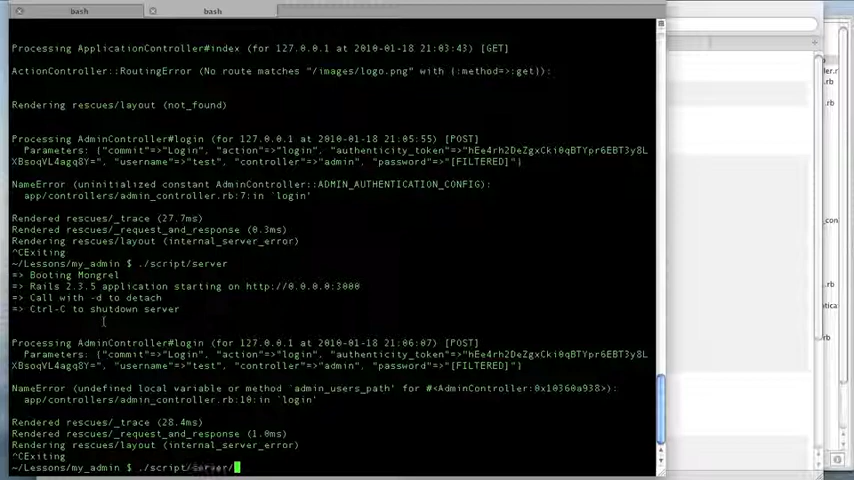 bash
bash
Processing ApplicationController#index (for 127.0.0.1 at 2010-01-18 21:03:43) [GET]
ActionController::RoutingError (No route matches "/images/logo.png" with {:method=>:get}):
Rendering rescues/layout (not_found)
Processing AdminController#login (for 127.0.0.1 at 2010-01-18 21:05:55) [POST]
Parameters: {"commit"=>"Login", "action"=>"login", "authenticity_token"=>"hEe4rh2DeZgxCki0qBTYpr6EBT3y8L
XBsoqVL4agq8Y=", "username"=>"test", "controller"=>"admin", "password"=>"[FILTERED]"}
NameError (uninitialized constant AdminController::ADMIN_AUTHENTICATION_CONFIG):
app/controllers/admin_controller.rb:7:in `login'
Rendered rescues/_trace (27.7ms)
Rendered rescues/_request_and_response (0.3ms)
Rendering rescues/layout (internal_server_error)
^CExiting
~/Lessons/my_admin $ ./script/server
=> Booting Mongrel
=> Rails 2.3.5 application starting on http://0.0.0.0:3000
=> Call with -d to detach
=> Ctrl-C to shutdown server
Processing AdminController#login (for 127.0.0.1 at 2010-01-18 21:06:07) [POST]
Parameters: {"commit"=>"Login", "action"=>"login", "authenticity_token"=>"hEe4rh2DeZgxCki0qBTYpr6EBT3y8L
XBsoqVL4agq8Y=", "username"=>"test", "controller"=>"admin", "password"=>"[FILTERED]"}
NameError (undefined local variable or method `admin_users_path' for #<AdminController:0x10360a938>):
app/controllers/admin_controller.rb:10:in `login'
Rendered rescues/_trace (28.4ms)
Rendered rescues/_request_and_response (1.0ms)
Rendering rescues/layout (internal_server_error)
^CExiting
~/Lessons/my_admin $ ./script/server/